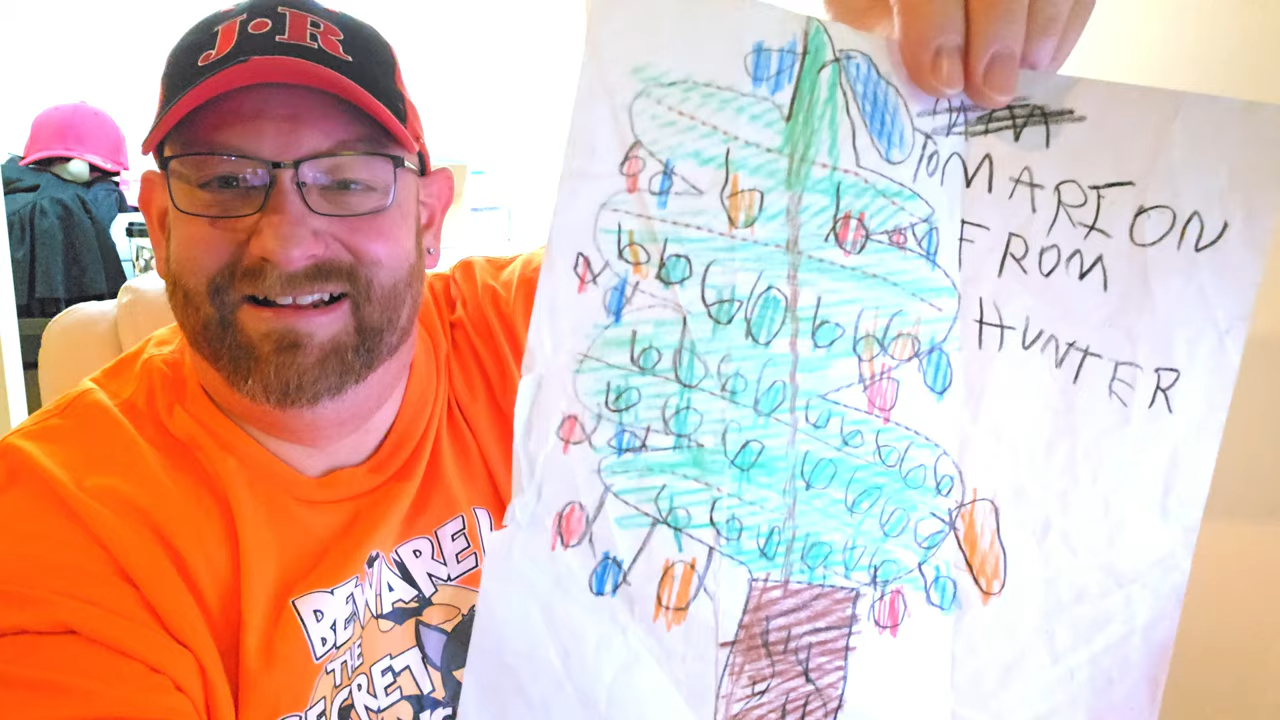 J·R
TO MARION
FROM
HUNTER
BEWARE
THE
SECRET